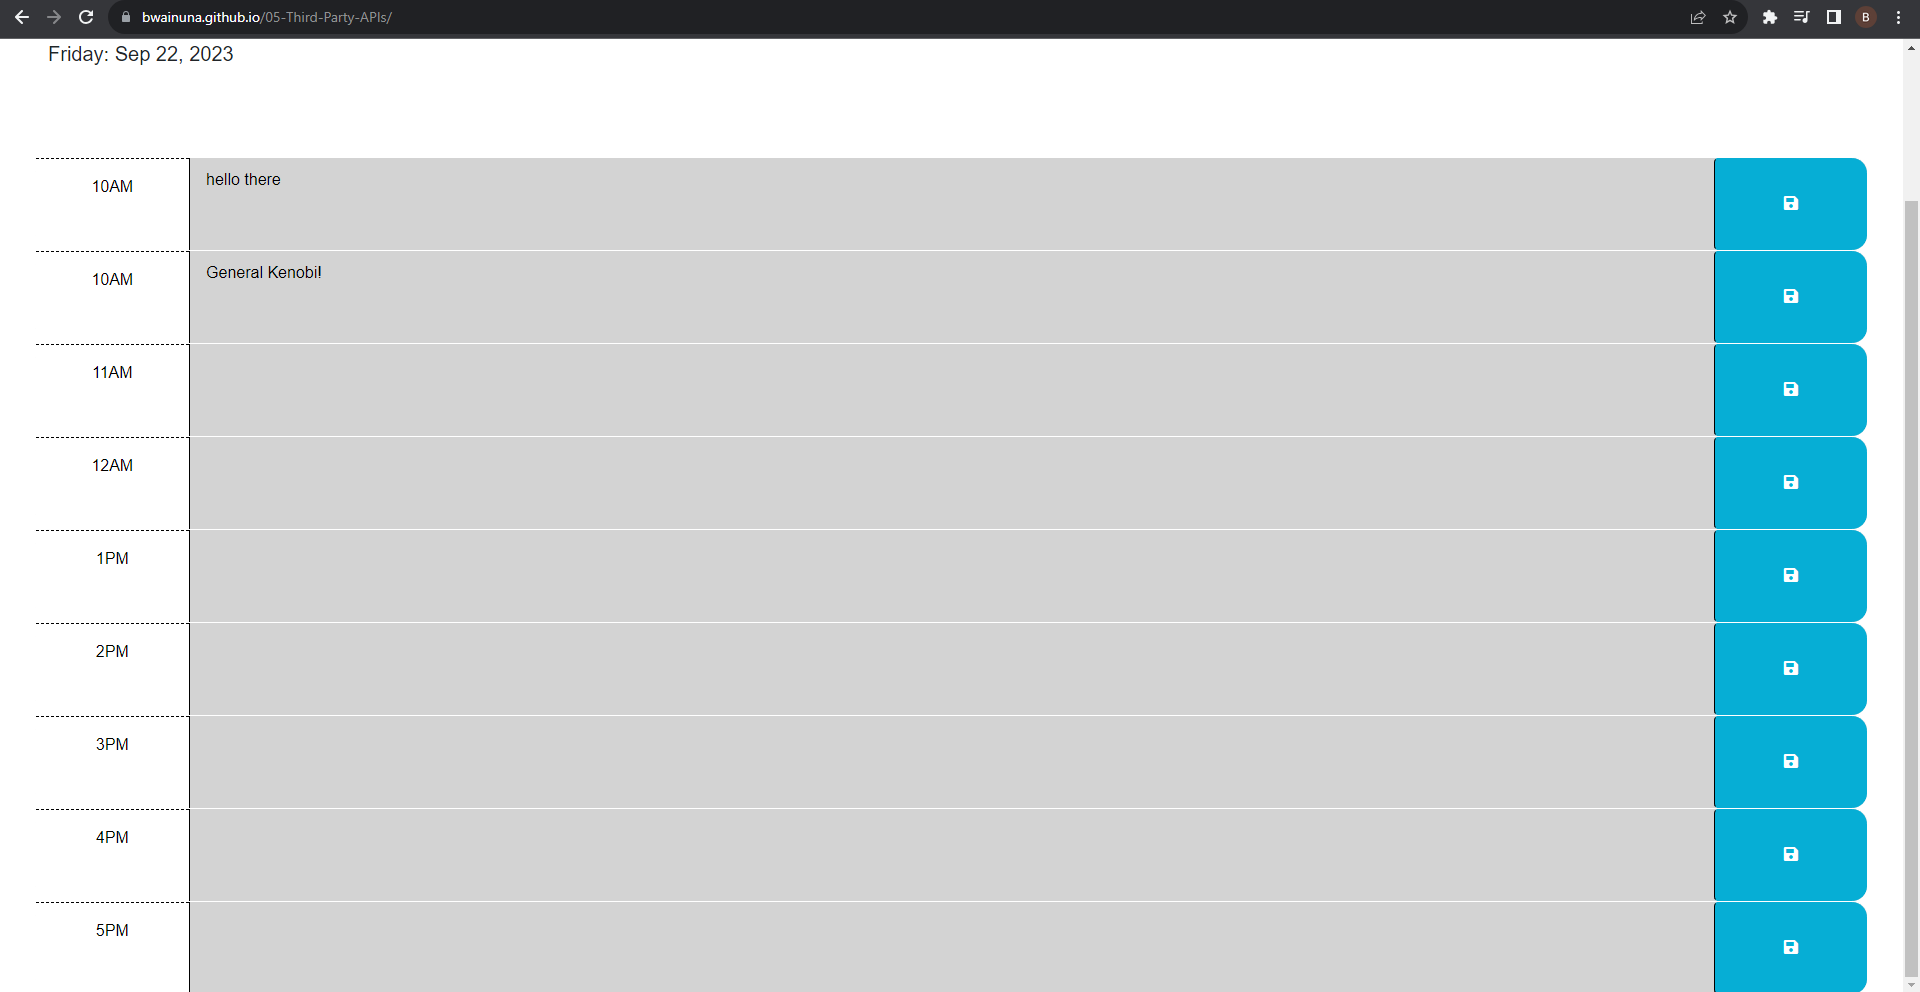 bwainuna.github.io/05-Third-Party-APIs/
B
Friday: Sep 22, 2023
10AM
hello there
10AM
General Kenobi!
11AM
12AM
1PM
2PM
3PM
4PM
5PM